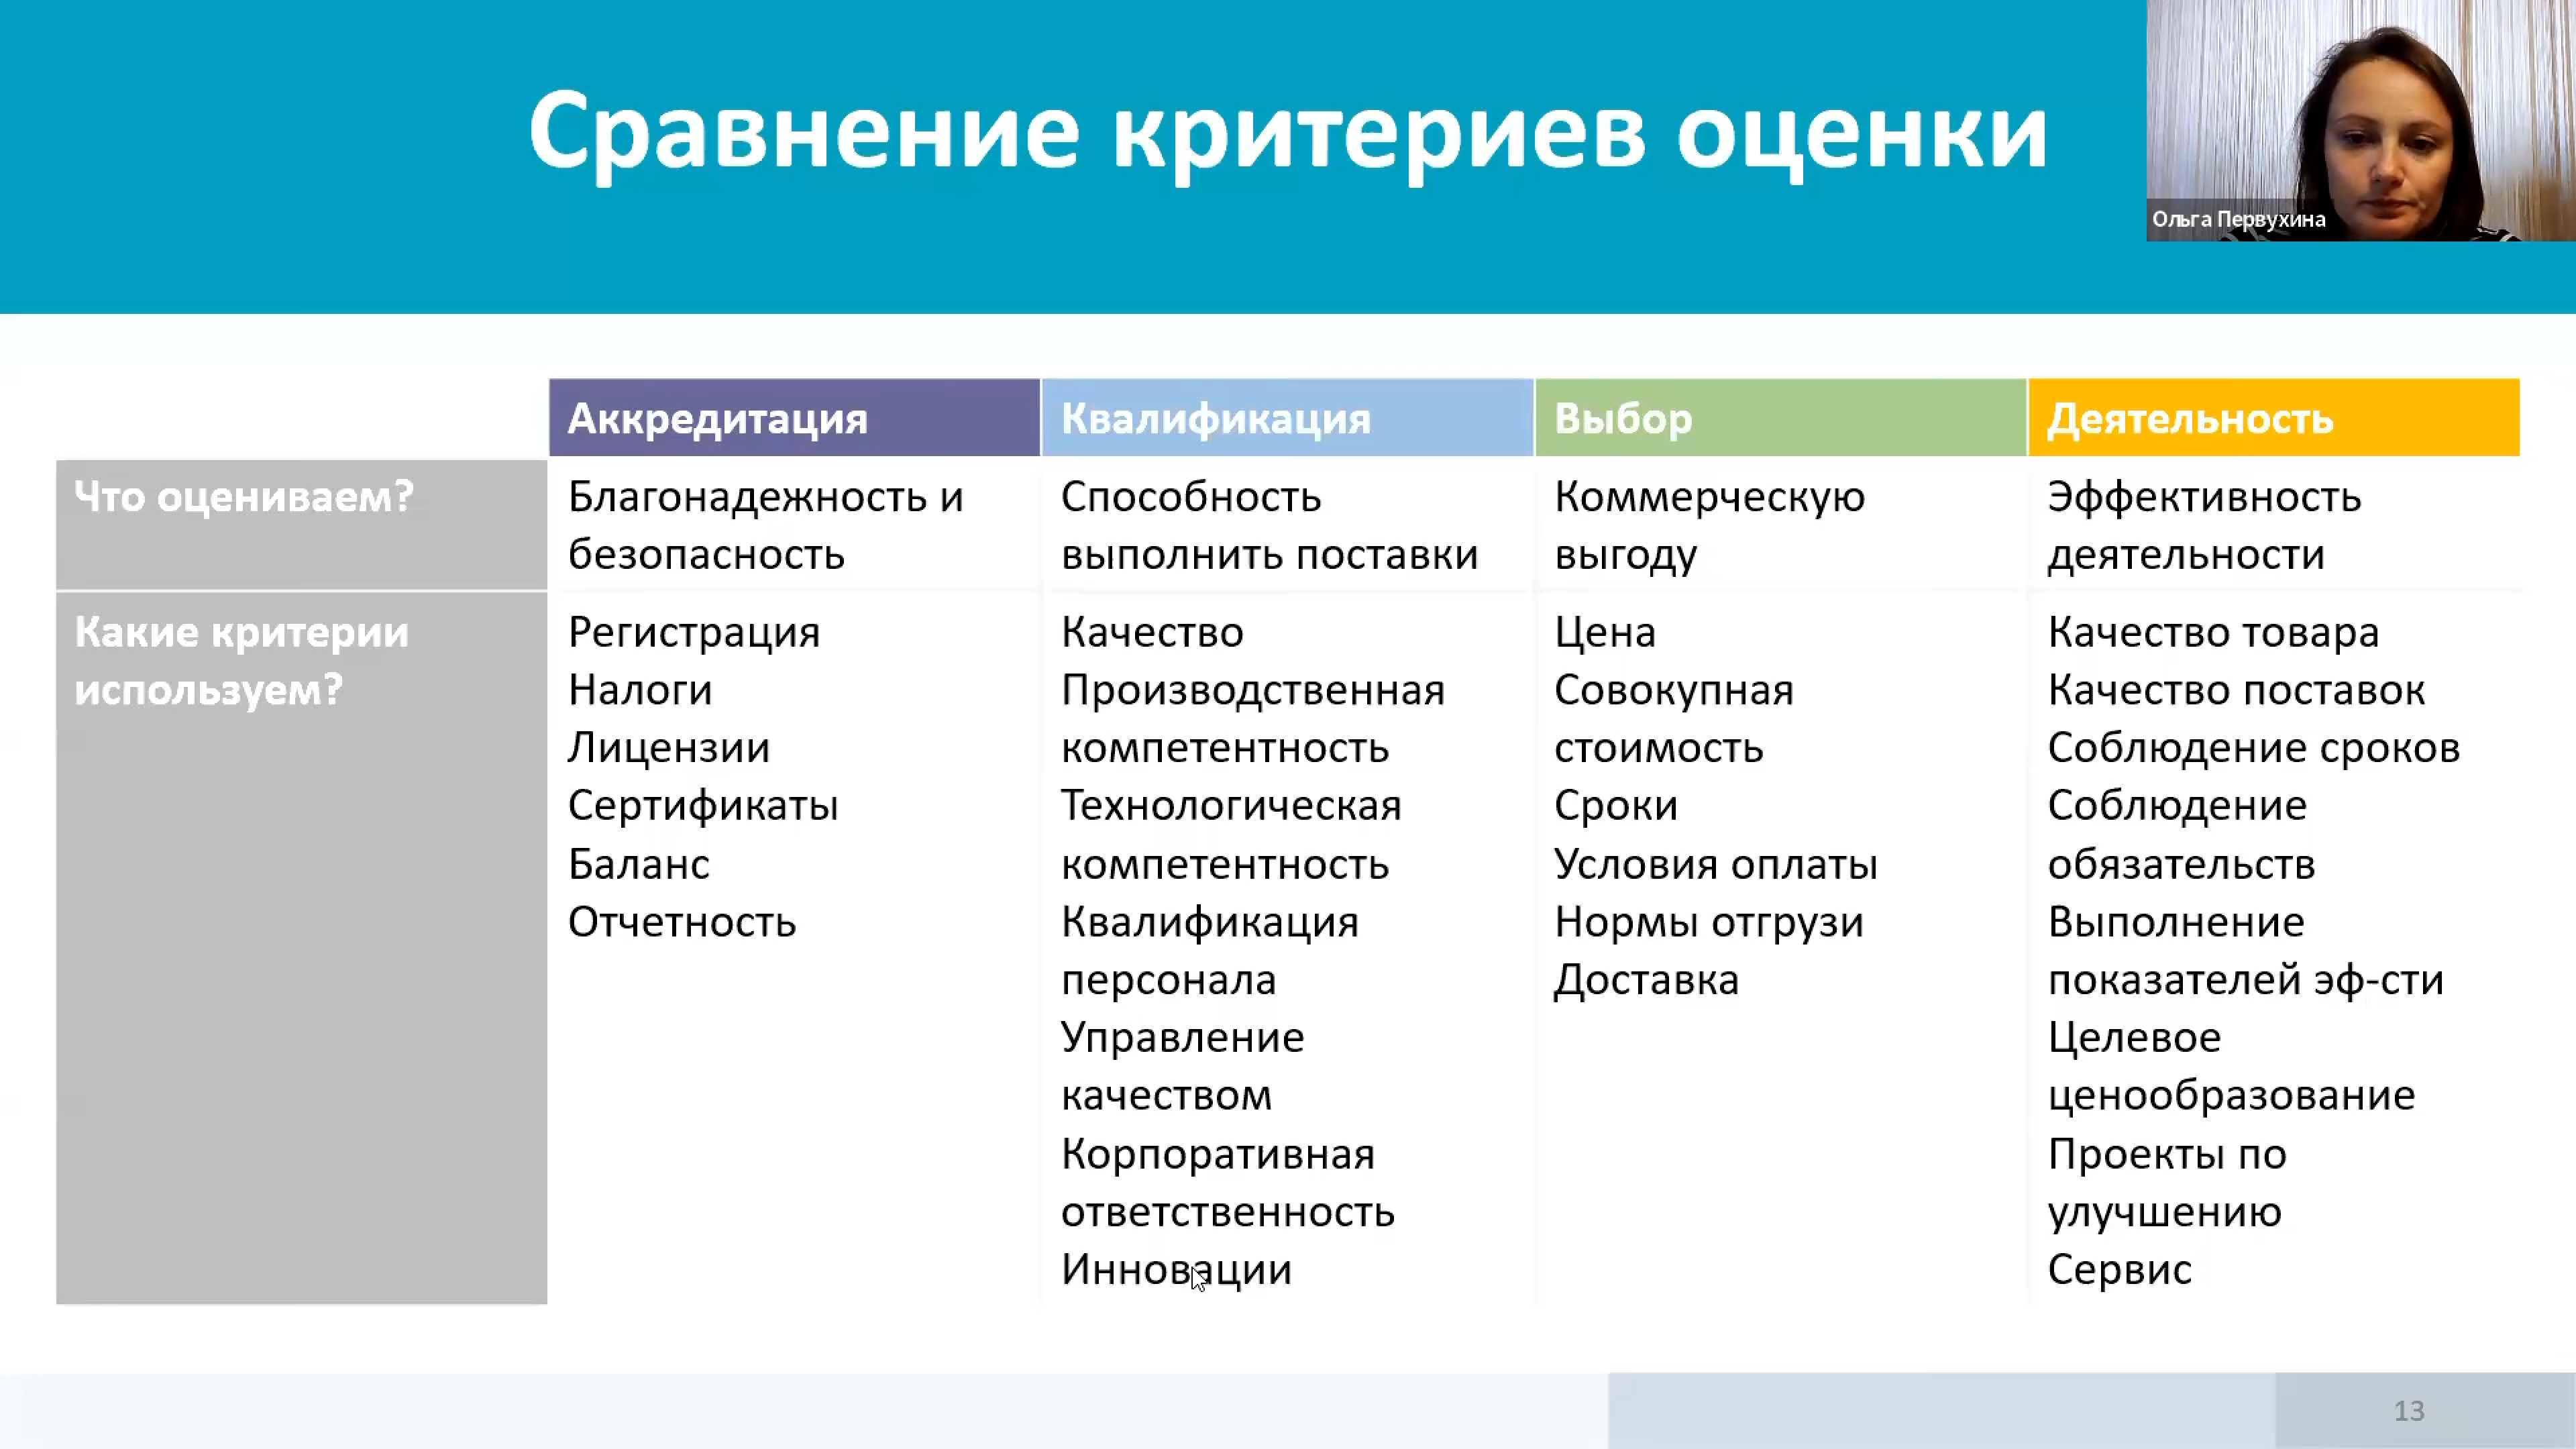 Сравнение критериев оценки
Ольга Первухина
Аккредитация
Квалификация
Выбор
Деятельность
Что оцениваем?
Благонадежность и
безопасность
Способность
выполнить поставки
Коммерческую
выгоду
Эффективность
деятельности
Какие критерии
используем?
Регистрация
Налоги
Лицензии
Сертификаты
Баланс
Отчетность
Качество
Производственная
компетентность
Технологическая
компетентность
Квалификация
персонала
Управление
качеством
Корпоративная
ответственность
Инновации
Цена
Совокупная
стоимость
Сроки
Условия оплаты
Нормы отгрузи
Доставка
Качество товара
Качество поставок
Соблюдение сроков
Соблюдение
обязательств
Выполнение
показателей эф-сти
Целевое
ценообразование
Проекты по
улучшению
Сервис
13